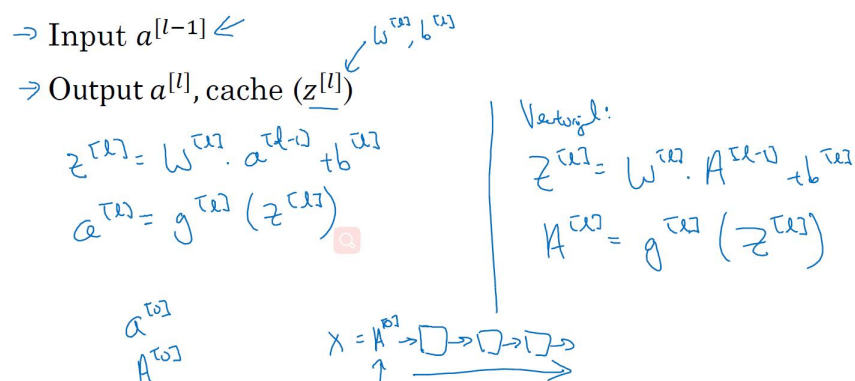 → Input a^[l-1]
w^[l], b^[l]
→ Output a^[l], cache (z^[l])
z^[l] = W^[l] · a^[l-1] + b^[l]
a^[l] = g^[l] (z^[l])
Vectorized:
Z^[l] = W^[l] · A^[l-1] + b^[l]
A^[l] = g^[l] (Z^[l])
a^[0]
A^[0]
X = A^[0] → □ → □ → □ →